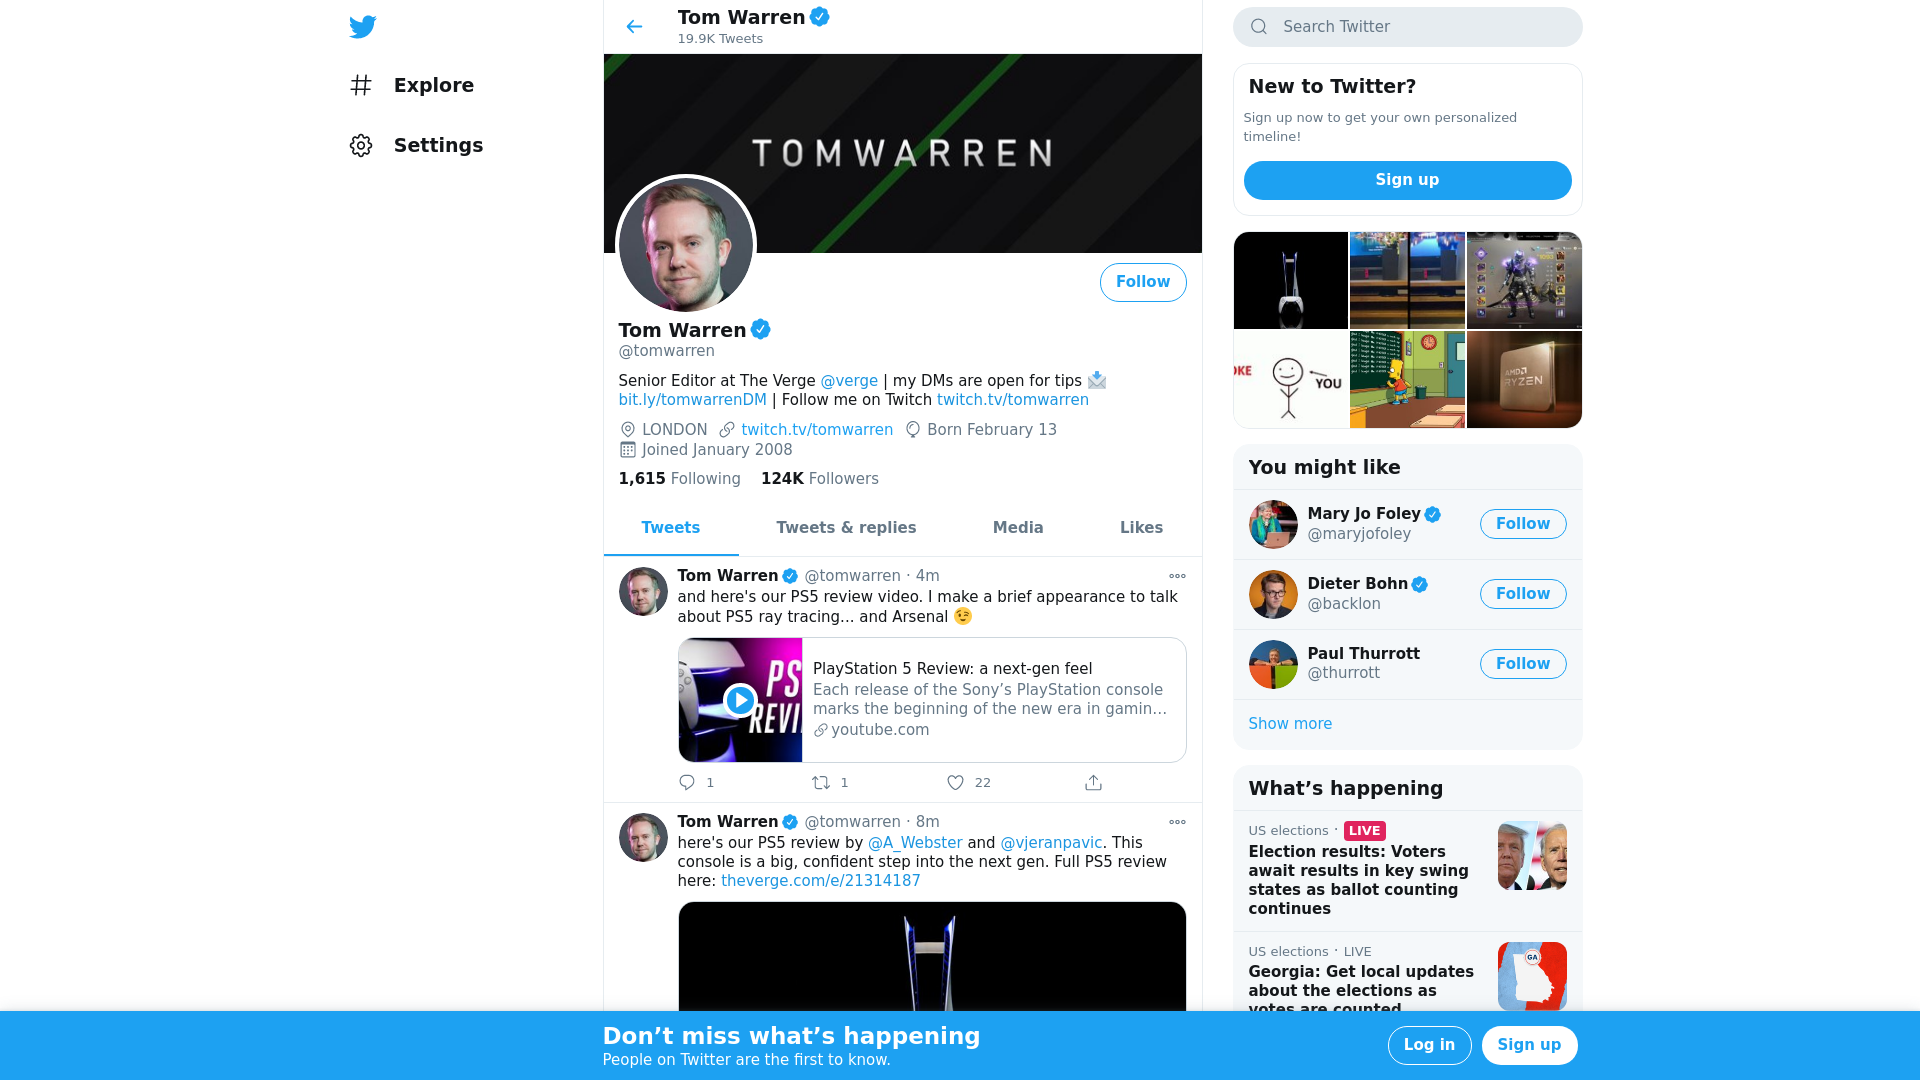 Explore
Settings
Tom Warren
19.9K Tweets
TOMWARREN
Follow
Tom Warren
@tomwarren
Senior Editor at The Verge @verge | my DMs are open for tips
bit.ly/tomwarrenDM | Follow me on Twitch twitch.tv/tomwarren
LONDON twitch.tv/tomwarren Born February 13
Joined January 2008
1,615 Following 124K Followers
Tweets Tweets & replies Media Likes
Tom Warren @tomwarren · 4m
and here's our PS5 review video. I make a brief appearance to talk
about PS5 ray tracing… and Arsenal 😉
PS
REVI
PlayStation 5 Review: a next-gen feel
Each release of the Sony’s PlayStation console
marks the beginning of the new era in gamin…
youtube.com
1 1 22
Tom Warren @tomwarren · 8m
here's our PS5 review by @A_Webster and @vjeranpavic. This
console is a big, confident step into the next gen. Full PS5 review
here: theverge.com/e/21314187
Search Twitter
New to Twitter?
Sign up now to get your own personalized
timeline!
Sign up
OKE
YOU
AMD
RYZEN
You might like
Mary Jo Foley
@maryjofoley
Follow
Dieter Bohn
@backlon
Follow
Paul Thurrott
@thurrott
Follow
Show more
What’s happening
US elections · LIVE
Election results: Voters
await results in key swing
states as ballot counting
continues
US elections · LIVE
Georgia: Get local updates
about the elections as
votes are counted
GA
Don’t miss what’s happening
People on Twitter are the first to know.
Log in
Sign up